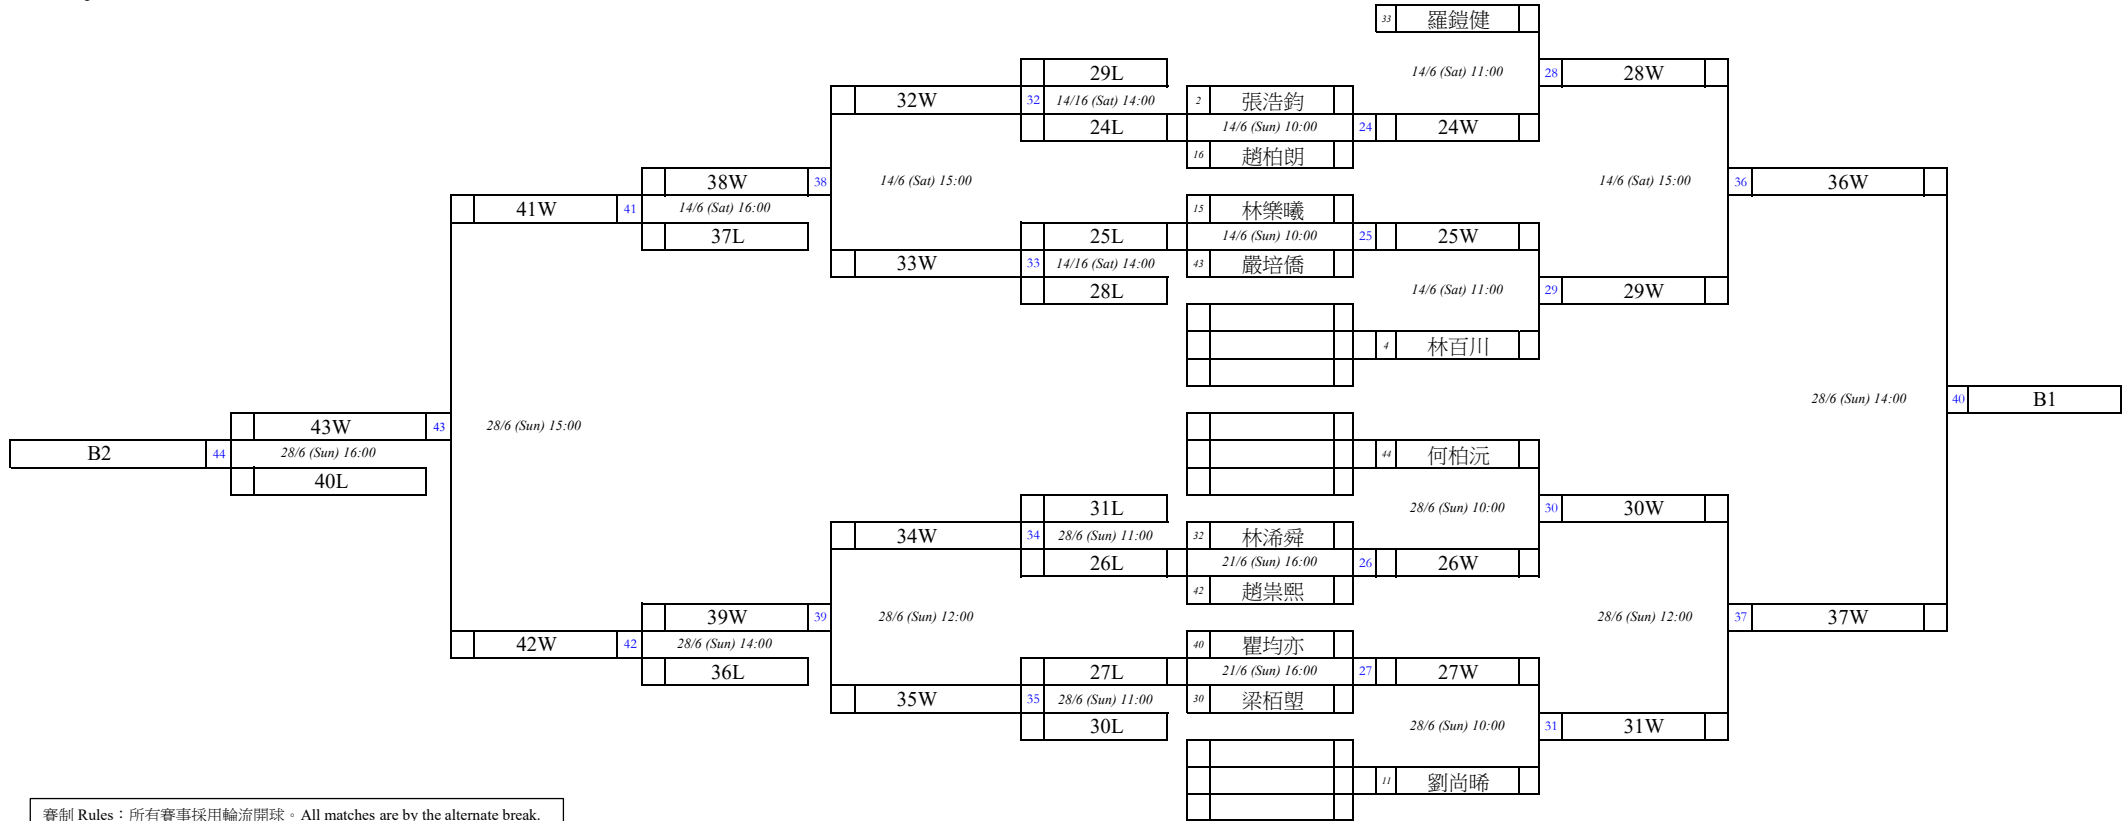 33 羅鎧健
29L 14/6 (Sat) 11:00 28 28W
32W 32 14/16 (Sat) 14:00 2 張浩鈞
24L 14/6 (Sun) 10:00 24 24W
16 趙柏朗
38W 38 14/6 (Sat) 15:00 14/6 (Sat) 15:00 36 36W
41W 41 14/6 (Sat) 16:00 15 林樂曦
37L 25L 14/6 (Sun) 10:00 25 25W
33W 33 14/16 (Sat) 14:00 43 嚴培僑
28L 14/6 (Sat) 11:00 29 29W
4 林百川
28/6 (Sun) 14:00 40 B1
43W 43 28/6 (Sun) 15:00
B2 44 28/6 (Sun) 16:00 44 何柏沅
40L
31L 28/6 (Sun) 10:00 30 30W
34W 34 28/6 (Sun) 11:00 32 林浠舜
26L 21/6 (Sun) 16:00 26 26W
42 趙祟熙
39W 39 28/6 (Sun) 12:00 28/6 (Sun) 12:00 37 37W
42W 42 28/6 (Sun) 14:00 40 瞿均亦
36L 27L 21/6 (Sun) 16:00 27 27W
35W 35 28/6 (Sun) 11:00 30 梁栢塱
30L 28/6 (Sun) 10:00 31 31W
11 劉尚晞
賽制 Rules：所有賽事採用輪流開球。All matches are by the alternate break.